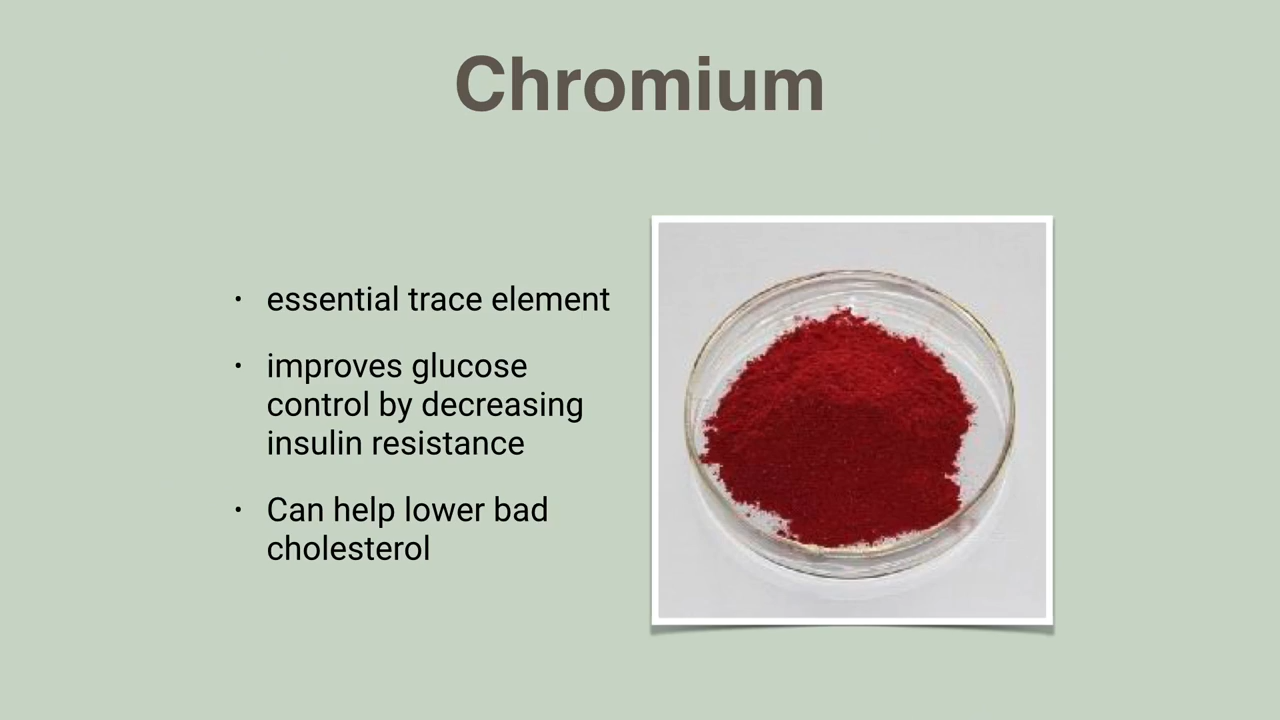 Chromium
· essential trace element
· improves glucose
control by decreasing
insulin resistance
· Can help lower bad
cholesterol